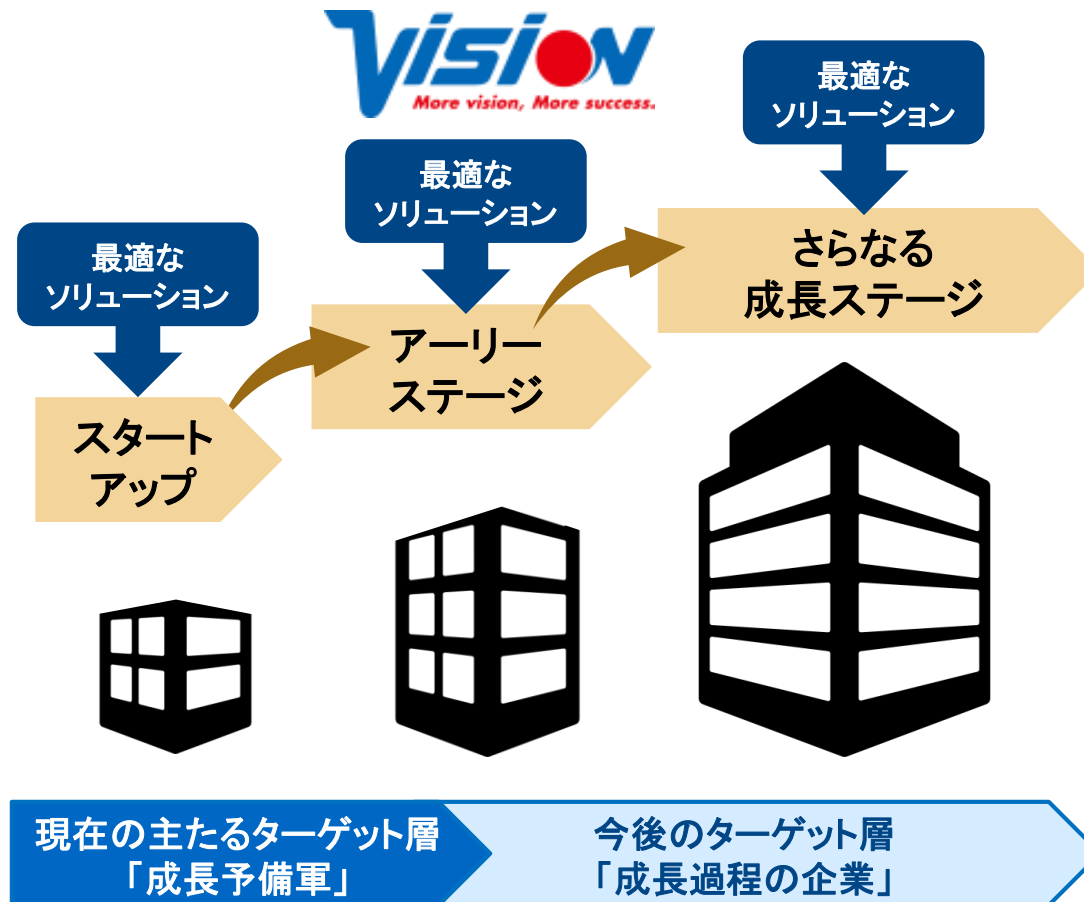 VISION
More vision, More success.
最適な
ソリューション
最適な
ソリューション
最適な
ソリューション
スタート
アップ
アーリー
ステージ
さらなる
成長ステージ
現在の主たるターゲット層
「成長予備軍」
今後のターゲット層
「成長過程の企業」